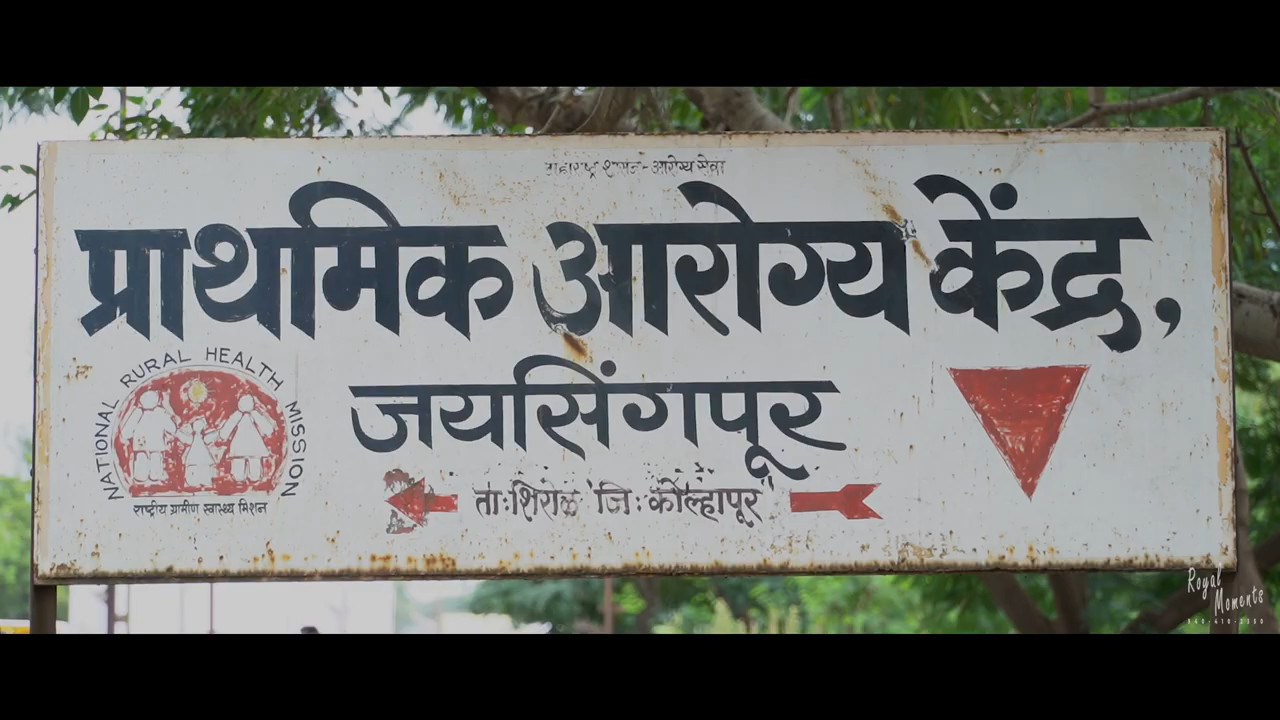 महाराष्ट्र शासन-आरोग्य सेवा
प्राथमिक आरोग्य केंद्र,
NATIONAL RURAL HEALTH MISSION
राष्ट्रीय ग्रामीण स्वास्थ्य मिशन
जयसिंगपूर
ता:शिरोळ जि:कोल्हापूर
Royal
Moments